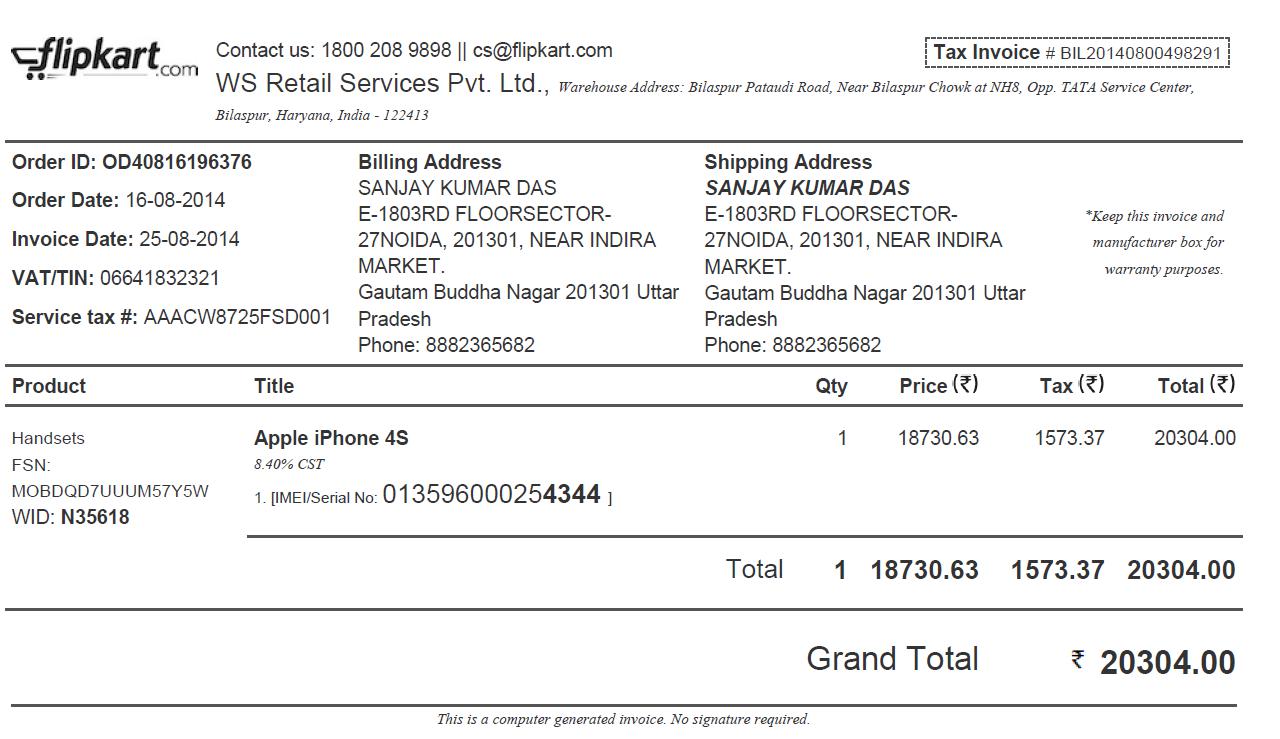 flipkart.com
Contact us: 1800 208 9898 || cs@flipkart.com
Tax Invoice # BIL20140800498291
WS Retail Services Pvt. Ltd., Warehouse Address: Bilaspur Pataudi Road, Near Bilaspur Chowk at NH8, Opp. TATA Service Center,
Bilaspur, Haryana, India - 122413
Order ID: OD40816196376
Order Date: 16-08-2014
Invoice Date: 25-08-2014
VAT/TIN: 06641832321
Service tax #: AAACW8725FSD001
Billing Address
SANJAY KUMAR DAS
E-1803RD FLOORSECTOR-
27NOIDA, 201301, NEAR INDIRA
MARKET.
Gautam Buddha Nagar 201301 Uttar
Pradesh
Phone: 8882365682
Shipping Address
SANJAY KUMAR DAS
E-1803RD FLOORSECTOR-
27NOIDA, 201301, NEAR INDIRA
MARKET.
Gautam Buddha Nagar 201301 Uttar
Pradesh
Phone: 8882365682
*Keep this invoice and
manufacturer box for
warranty purposes.
Product Title Qty Price (₹) Tax (₹) Total (₹)
Handsets
FSN:
MOBDQD7UUUM57Y5W
WID: N35618
Apple iPhone 4S 1 18730.63 1573.37 20304.00
8.40% CST
1. [IMEI/Serial No: 013596000254344 ]
Total 1 18730.63 1573.37 20304.00
Grand Total ₹ 20304.00
This is a computer generated invoice. No signature required.